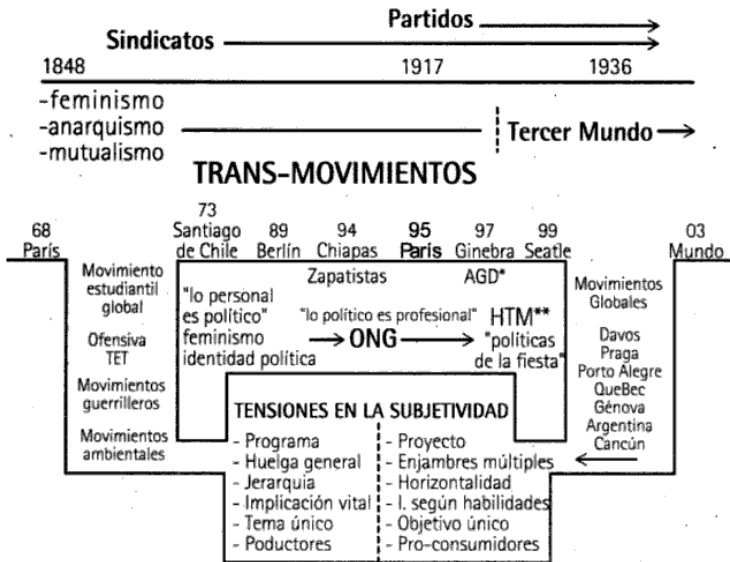 Partidos
Sindicatos
1848 1917 1936
-feminismo
-anarquismo
-mutualismo
Tercer Mundo
TRANS-MOVIMIENTOS
68 París
73 Santiago de Chile
89 Berlín
94 Chiapas
95 París
97 Ginebra
99 Seatle
03 Mundo
Movimiento
estudiantil
global
Ofensiva
TET
Movimientos
guerrilleros
Movimientos
ambientales
"lo personal
es político"
feminismo
identidad política
Zapatistas
"lo político es profesional"
ONG
AGD*
HTM**
"políticas
de la fiesta"
Movimientos
Globales
Davos
Praga
Porto Alegre
QueBec
Génova
Argentina
Cancún
TENSIONES EN LA SUBJETIVIDAD
- Programa
- Huelga general
- Jerarquia
- Implicación vital
- Tema único
- Poductores
- Proyecto
- Enjambres múltiples
- Horizontalidad
- I. según habilidades
- Objetivo único
- Pro-consumidores